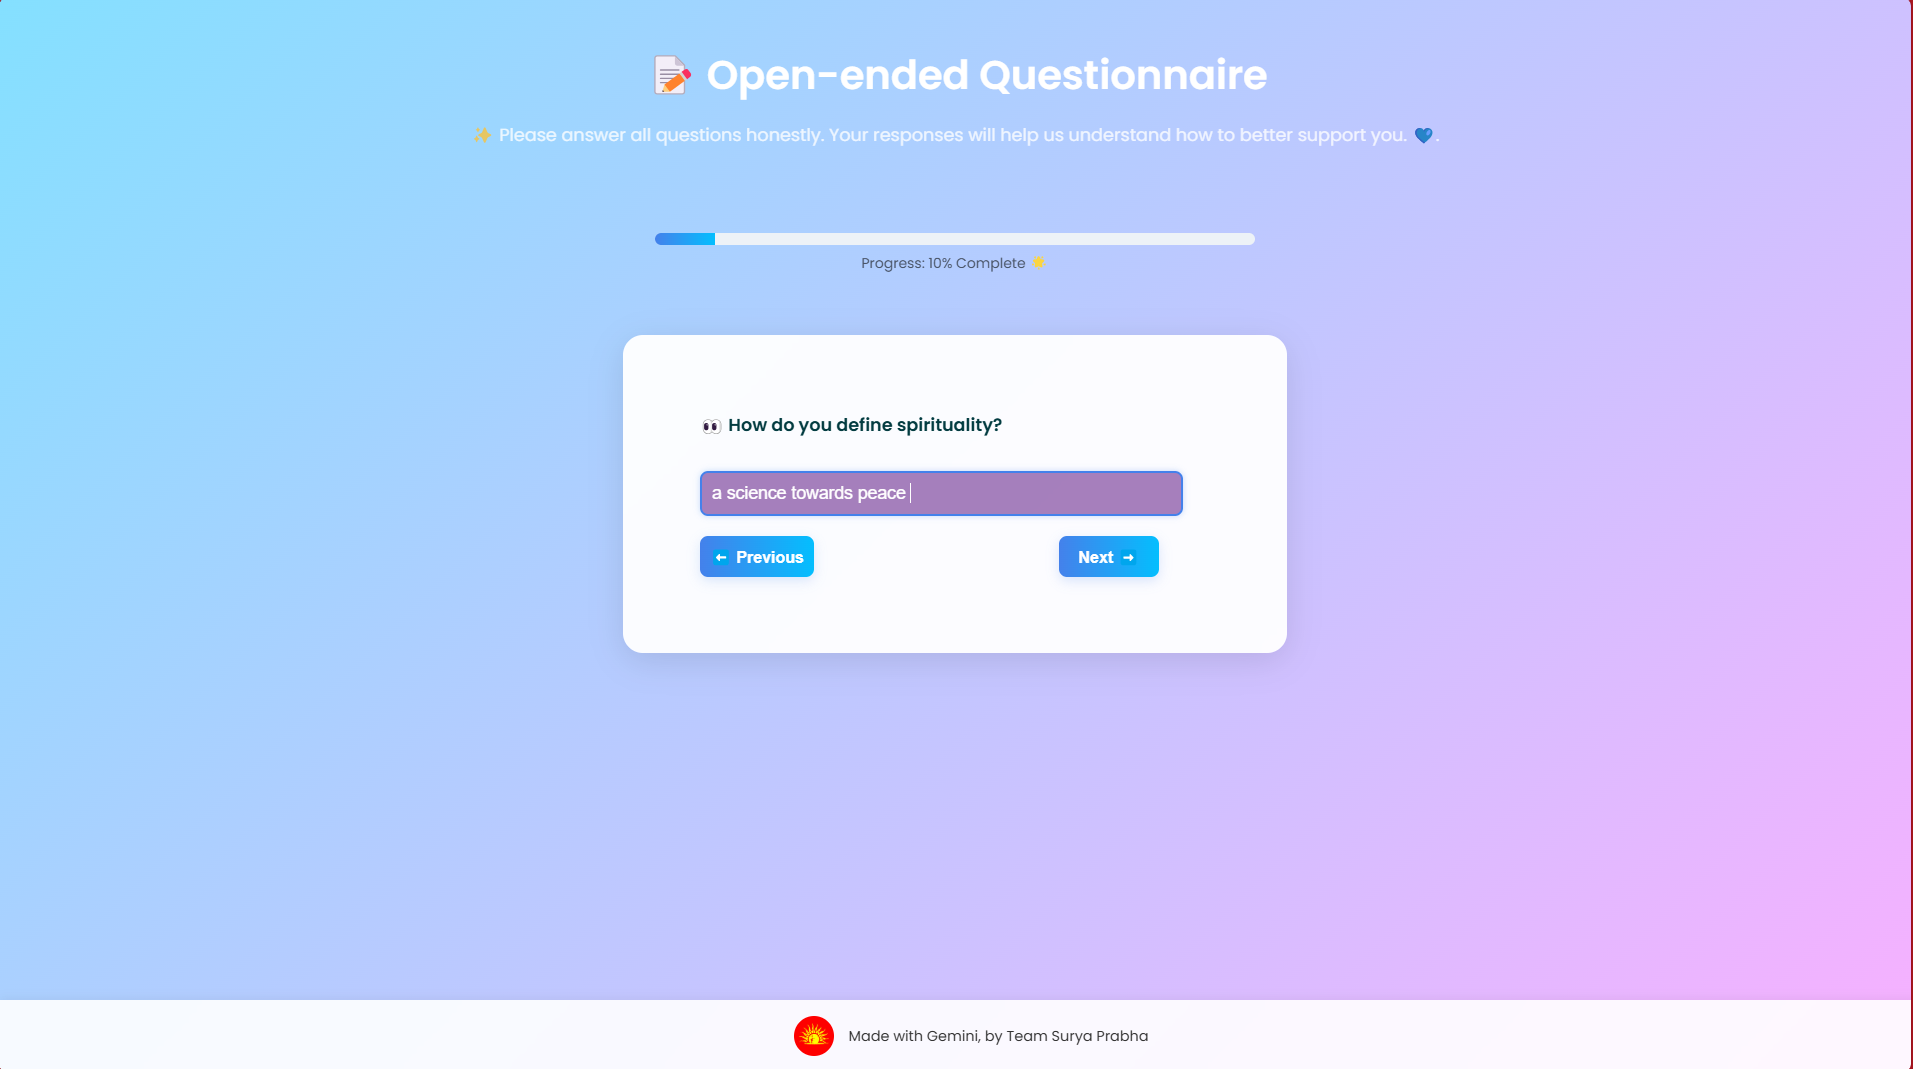 📝 Open-ended Questionnaire
✨ Please answer all questions honestly. Your responses will help us understand how to better support you. 💙.
Progress: 10% Complete 🌟
👀 How do you define spirituality?
a science towards peace
← Previous
Next →
Made with Gemini, by Team Surya Prabha